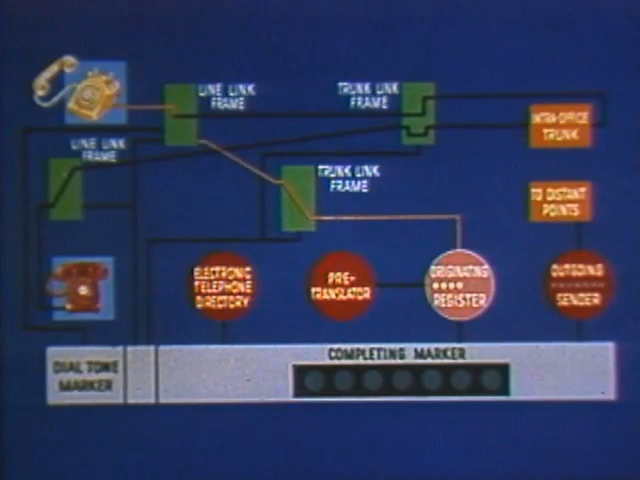 LINE LINK
FRAME
TRUNK LINK
FRAME
INTRA-OFFICE
TRUNK
LINE LINK
FRAME
TRUNK LINK
FRAME
TO DISTANT
POINTS
ELECTRONIC
TELEPHONE
DIRECTORY
PRE-
TRANSLATOR
ORIGINATING
REGISTER
OUTGOING
SENDER
DIAL TONE
MARKER
COMPLETING MARKER